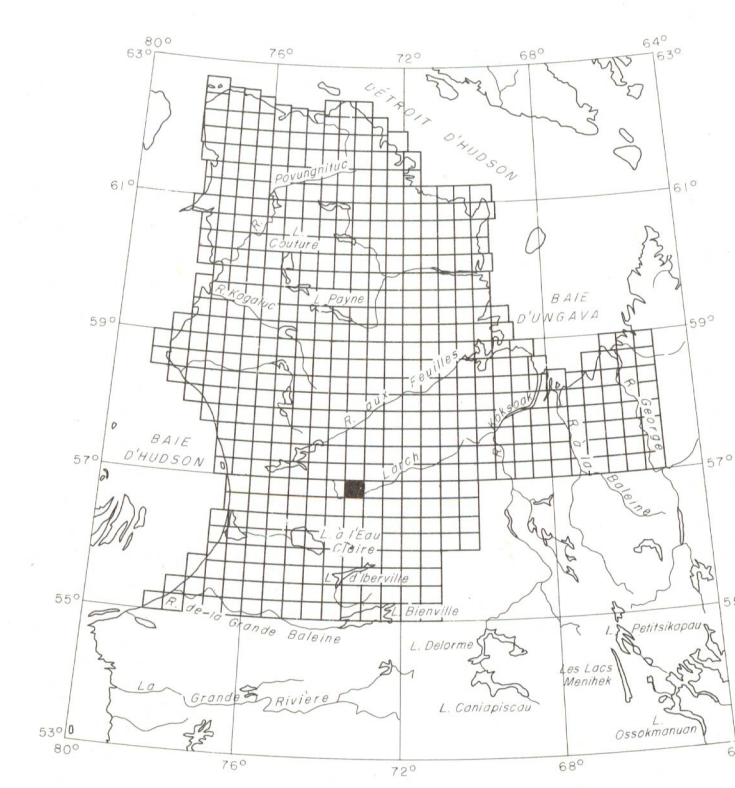 80°
76°
72°
68°
64°
63°
63°
DÉTROIT
D'HUDSON
Povungnituc
R.
61°
61°
L.
Couture
R. Kogaluc
L. Payne
BAIE
D'UNGAVA
59°
59°
R. aux Feuilles
Koksoak
R.
R. à la
Baleine
R. George
BAIE
D'HUDSON
57°
57°
Larch
L. à l'Eau
Claire
L. d'Iberville
55°
R. de la Grande Baleine
L. Bienville
L. Delorme
L. Petitsikapau
Les Lacs
Menihek
La Grande Rivière
L. Caniapiscau
L.
Ossokmanuan
53°
80°
76°
72°
68°